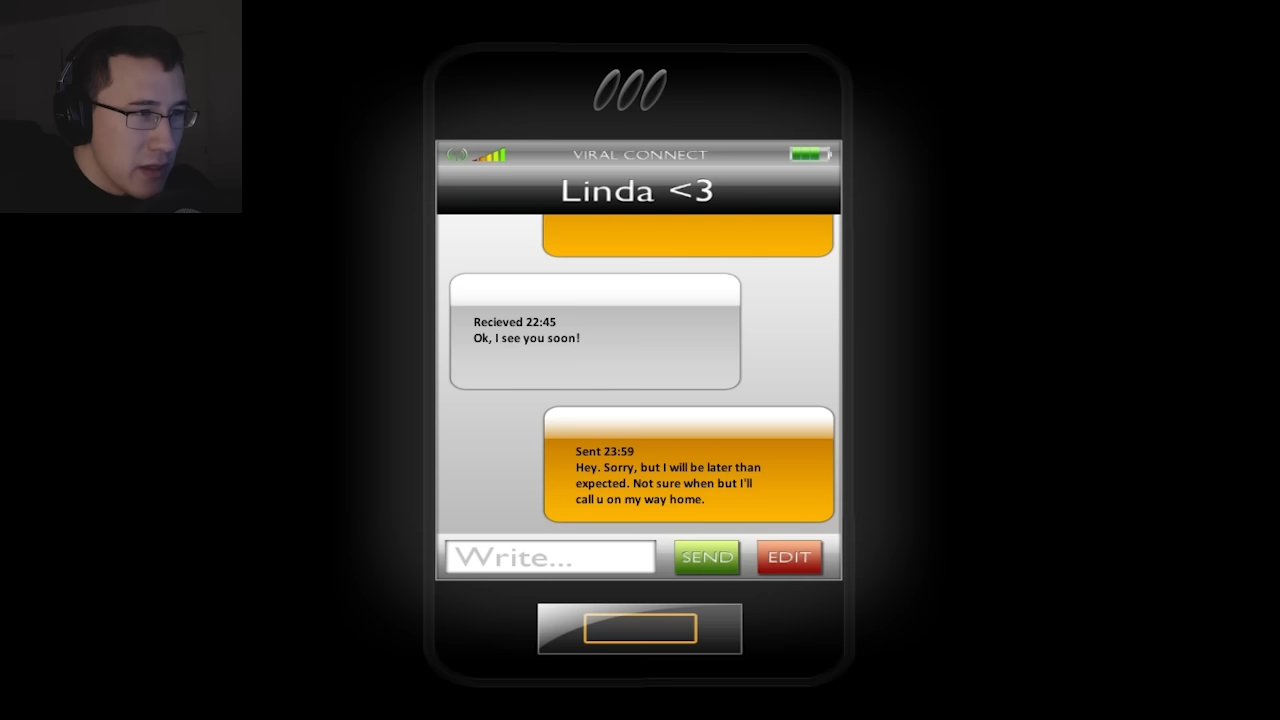 VIRAL CONNECT
Linda <3
Recieved 22:45
Ok, I see you soon!
Sent 23:59
Hey. Sorry, but I will be later than
expected. Not sure when but I'll
call u on my way home.
Write...
SEND
EDIT